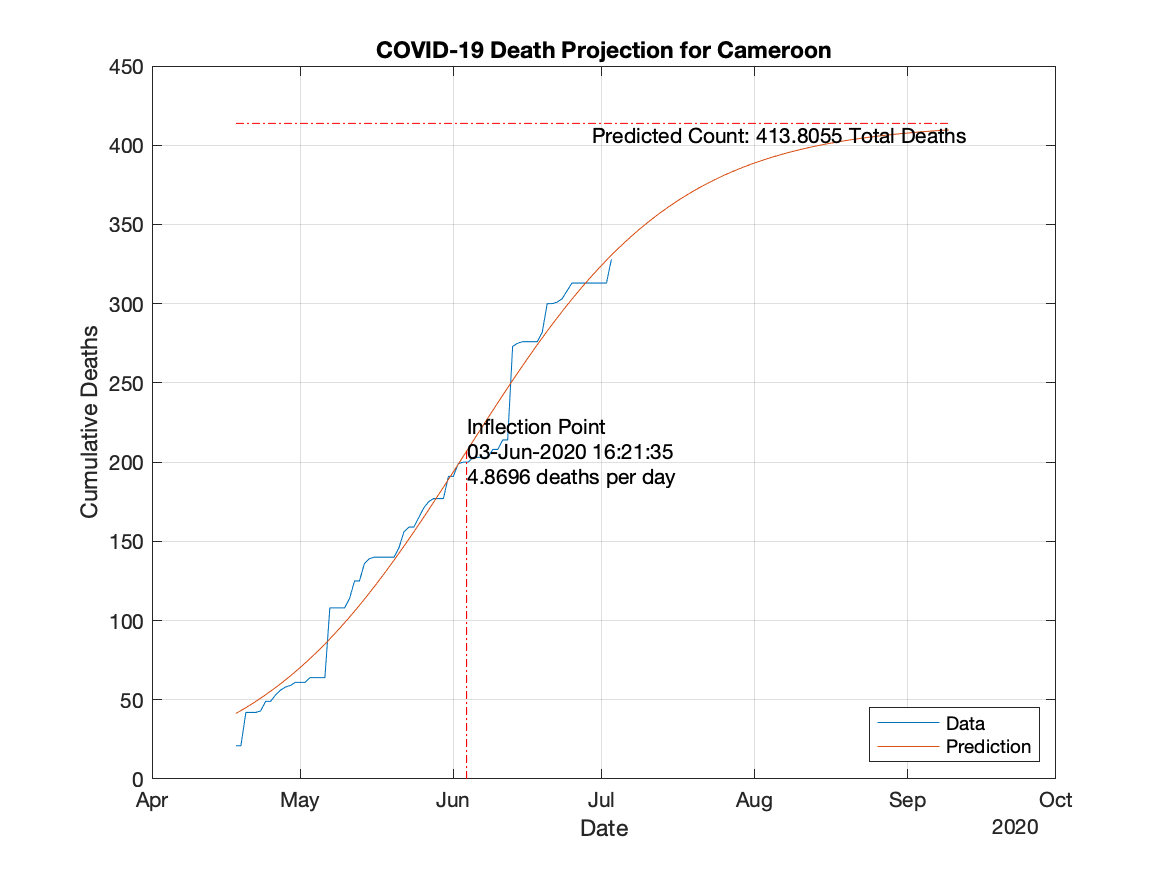 COVID-19 Death Projection for Cameroon
450
400
350
300
250
200
150
100
50
0
Cumulative Deaths
Predicted Count: 413.8055 Total Deaths
Inflection Point
03-Jun-2020 16:21:35
4.8696 deaths per day
Data
Prediction
Apr May Jun Jul Aug Sep Oct
Date
2020